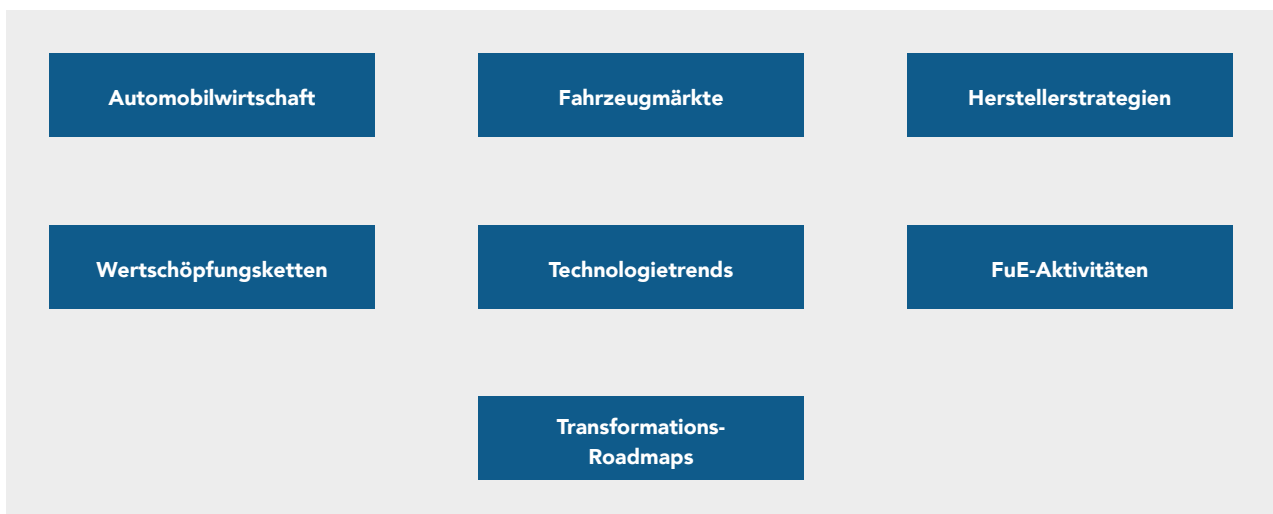 Automobilwirtschaft
Fahrzeugmärkte
Herstellerstrategien
Wertschöpfungsketten
Technologietrends
FuE-Aktivitäten
Transformations-
Roadmaps